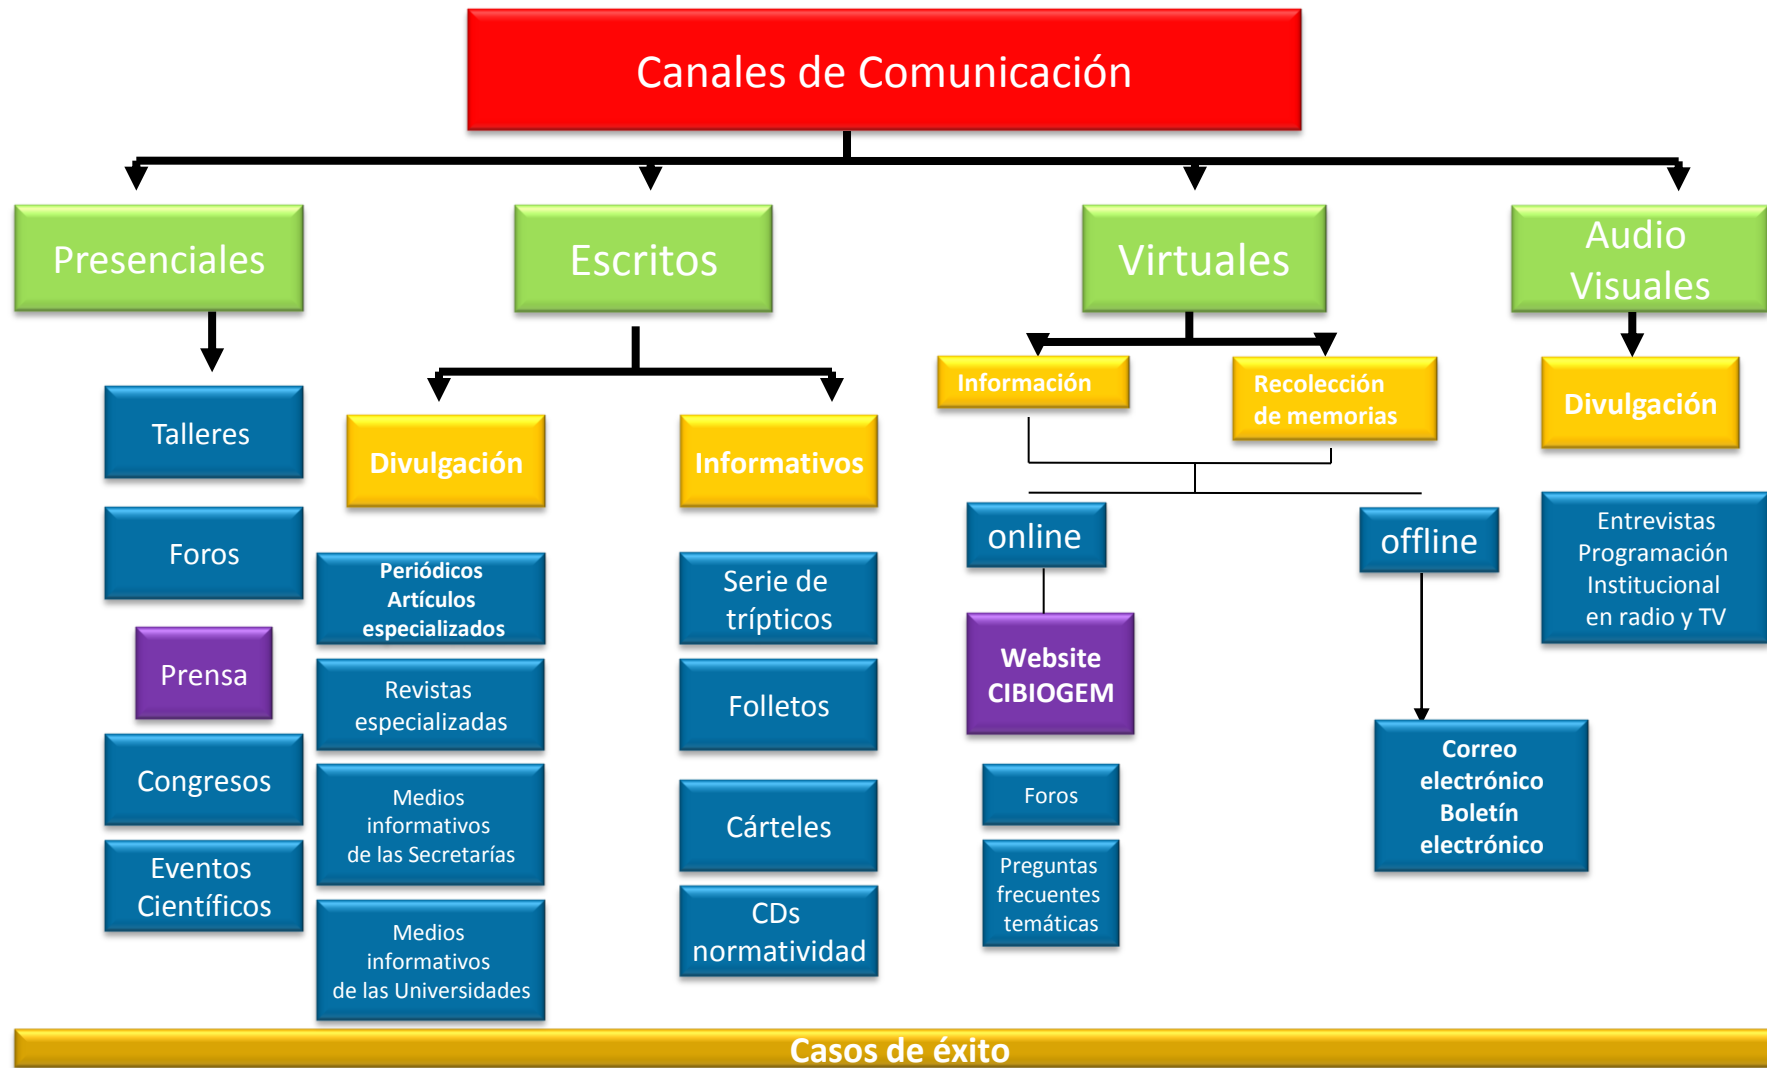 Canales de Comunicación
Presenciales
Talleres
Foros
Prensa
Congresos
Eventos
Científicos
Escritos
Divulgación
Periódicos
Artículos
especializados
Revistas
especializadas
Medios
informativos
de las Secretarías
Medios
informativos
de las Universidades
Informativos
Serie de
trípticos
Folletos
Cárteles
CDs
normatividad
Virtuales
Información
Recolección
de memorias
online
Website
CIBIOGEM
Foros
Preguntas
frecuentes
temáticas
offline
Correo
electrónico
Boletín
electrónico
Audio
Visuales
Divulgación
Entrevistas
Programación
Institucional
en radio y TV
Casos de éxito